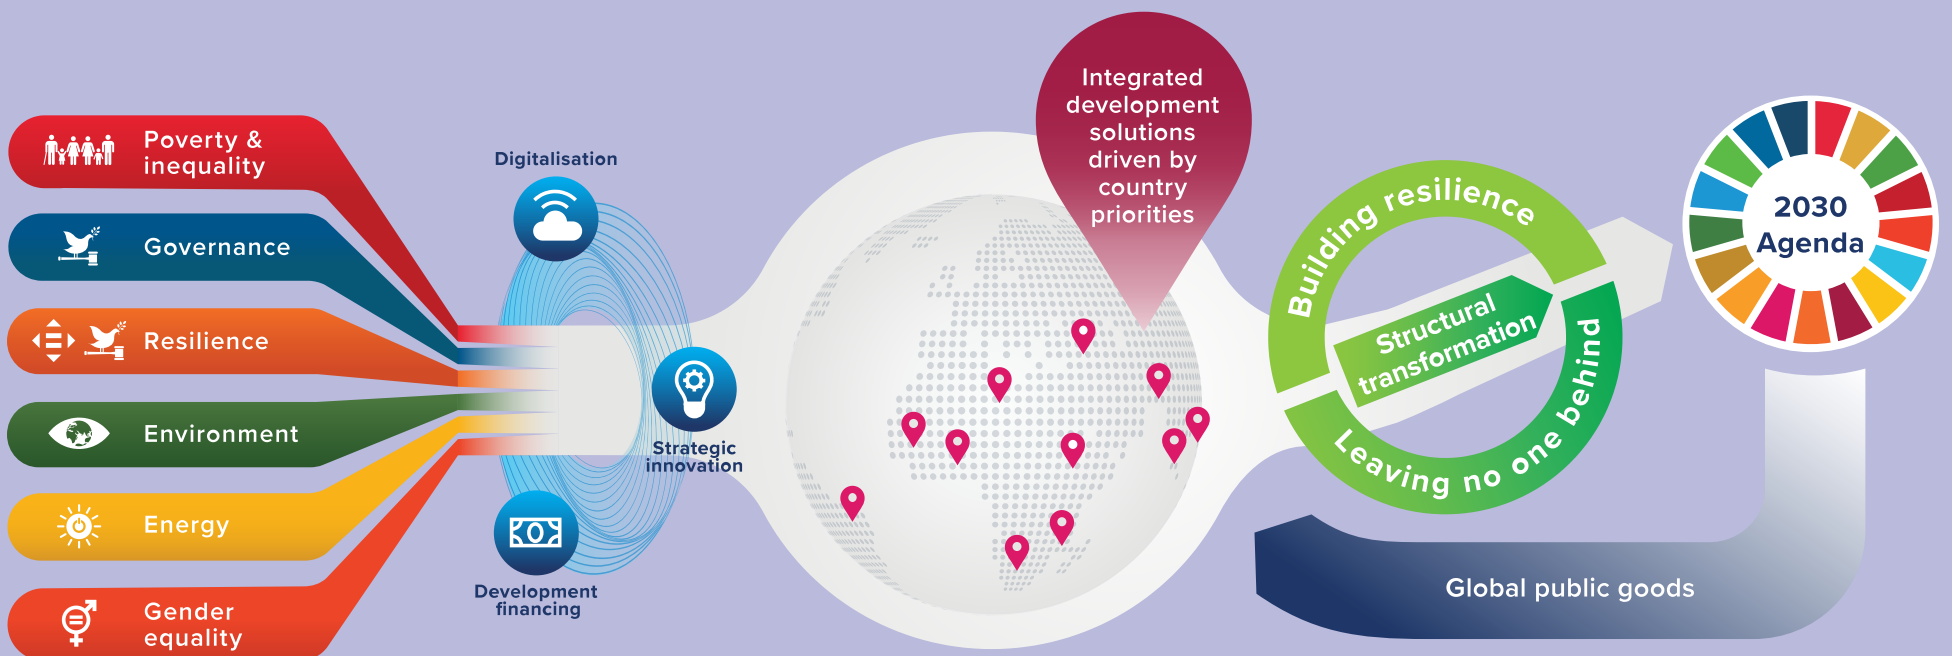 Poverty &
inequality
Governance
Resilience
Environment
Energy
Gender
equality
Digitalisation
Strategic
innovation
Development
financing
Integrated
development
solutions
driven by
country
priorities
Building resilience
Structural
transformation
Leaving no one behind
2030
Agenda
Global public goods